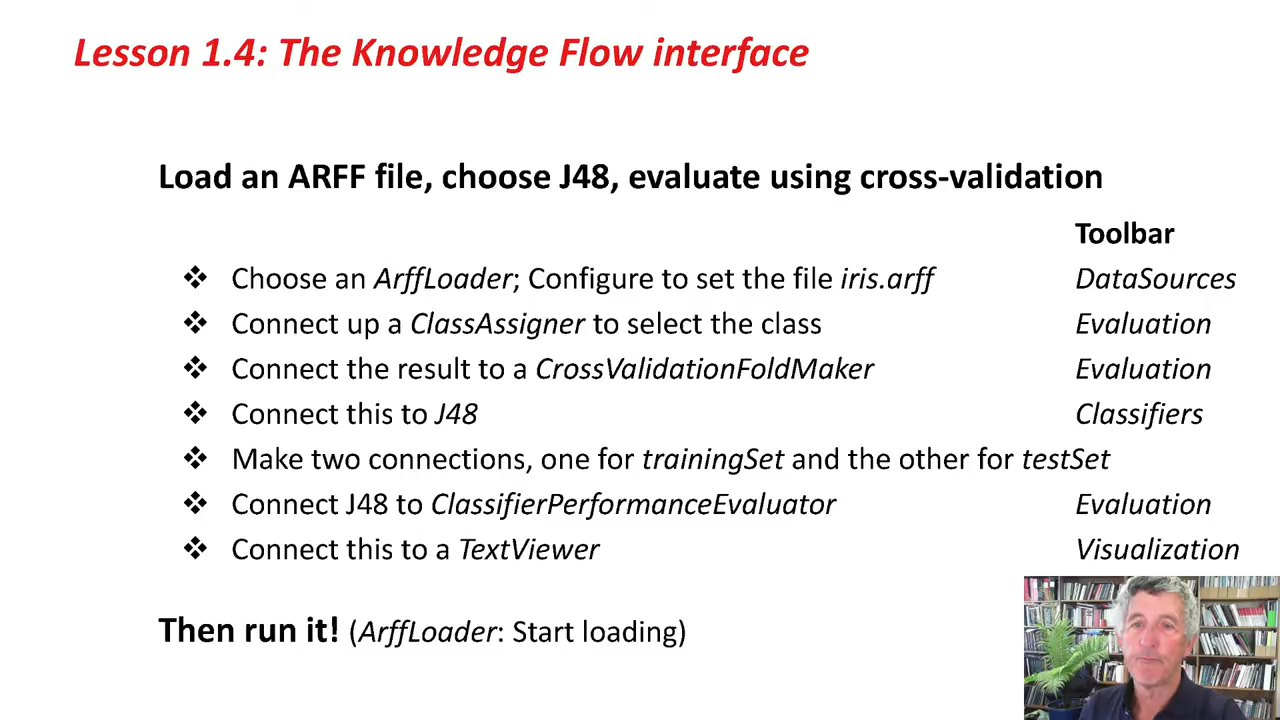 Lesson 1.4: The Knowledge Flow interface
Load an ARFF file, choose J48, evaluate using cross-validation
Toolbar
❖ Choose an ArffLoader; Configure to set the file iris.arff DataSources
❖ Connect up a ClassAssigner to select the class Evaluation
❖ Connect the result to a CrossValidationFoldMaker Evaluation
❖ Connect this to J48 Classifiers
❖ Make two connections, one for trainingSet and the other for testSet
❖ Connect J48 to ClassifierPerformanceEvaluator Evaluation
❖ Connect this to a TextViewer Visualization
Then run it! (ArffLoader: Start loading)